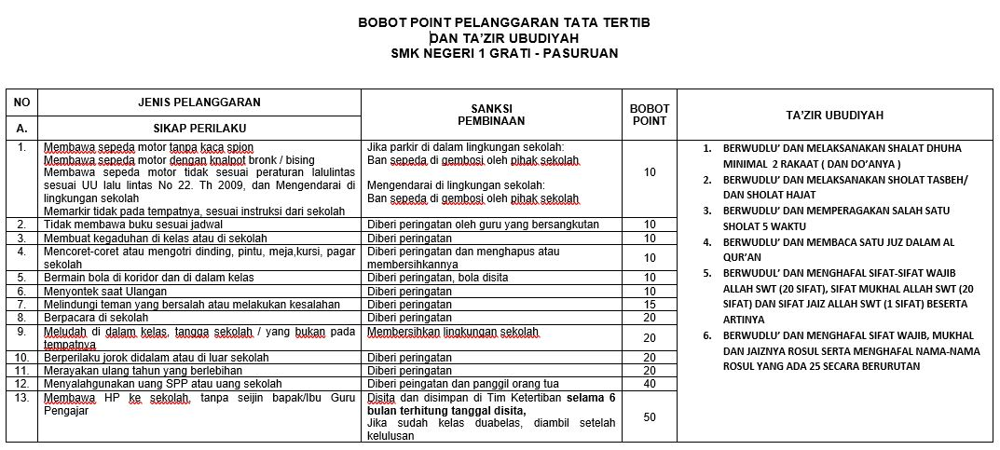 BOBOT POINT PELANGGARAN TATA TERTIB
DAN TA'ZIR UBUDIYAH
SMK NEGERI 1 GRATI - PASURUAN
NO
JENIS PELANGGARAN
SANKSI
PEMBINAAN
BOBOT
POINT
TA'ZIR UBUDIYAH
A.
SIKAP PERILAKU
1.
Membawa sepeda motor tanpa kaca spion
Membawa sepeda motor dengan knalpot bronk / bising
Membawa sepeda motor tidak sesuai peraturan lalulintas
sesuai UU lalu lintas No 22. Th 2009, dan Mengendarai di
lingkungan sekolah
Memarkir tidak pada tempatnya, sesuai instruksi dari sekolah
Jika parkir di dalam lingkungan sekolah:
Ban sepeda di gembosi oleh pihak sekolah
Mengendarai di lingkungan sekolah:
Ban sepeda di gembosi oleh pihak sekolah
10
2.
Tidak membawa buku sesuai jadwal
Diberi peringatan oleh guru yang bersangkutan
10
3.
Membuat kegaduhan di kelas atau di sekolah
Diberi peringatan
10
4.
Mencoret-coret atau mengotri dinding, pintu, meja,kursi, pagar
sekolah
Diberi peringatan dan menghapus atau
membersihkannya
10
5.
Bermain bola di koridor dan di dalam kelas
Diberi peringatan, bola disita
10
6.
Menyontek saat Ulangan
Diberi peringatan
10
7.
Melindungi teman yang bersalah atau melakukan kesalahan
Diberi peringatan
15
8.
Berpacara di sekolah
Diberi peringatan
20
9.
Meludah di dalam kelas, tangga sekolah / yang bukan pada
tempatnya
Membersihkan lingkungan sekolah
20
10.
Berperilaku jorok didalam atau di luar sekolah
Diberi peringatan
20
11.
Merayakan ulang tahun yang berlebihan
Diberi peringatan
20
12.
Menyalahgunakan uang SPP atau uang sekolah
Diberi peingatan dan panggil orang tua
40
13.
Membawa HP ke sekolah, tanpa seijin bapak/Ibu Guru
Pengajar
Disita dan disimpan di Tim Ketertiban selama 6
bulan terhitung tanggal disita,
Jika sudah kelas duabelas, diambil setelah
kelulusan
50
1. BERWUDLU' DAN MELAKSANAKAN SHALAT DHUHA
MINIMAL 2 RAKAAT ( DAN DO'ANYA )
2. BERWUDLU' DAN MELAKSANAKAN SHOLAT TASBEH/
DAN SHOLAT HAJAT
3. BERWUDLU' DAN MEMPERAGAKAN SALAH SATU
SHOLAT 5 WAKTU
4. BERWUDLU' DAN MEMBACA SATU JUZ DALAM AL
QUR'AN
5. BERWUDUL' DAN MENGHAFAL SIFAT-SIFAT WAJIB
ALLAH SWT (20 SIFAT), SIFAT MUKHAL ALLAH SWT (20
SIFAT) DAN SIFAT JAIZ ALLAH SWT (1 SIFAT) BESERTA
ARTINYA
6. BERWUDLU' DAN MENGHAFAL SIFAT WAJIB, MUKHAL
DAN JAIZNYA ROSUL SERTA MENGHAFAL NAMA-NAMA
ROSUL YANG ADA 25 SECARA BERURUTAN